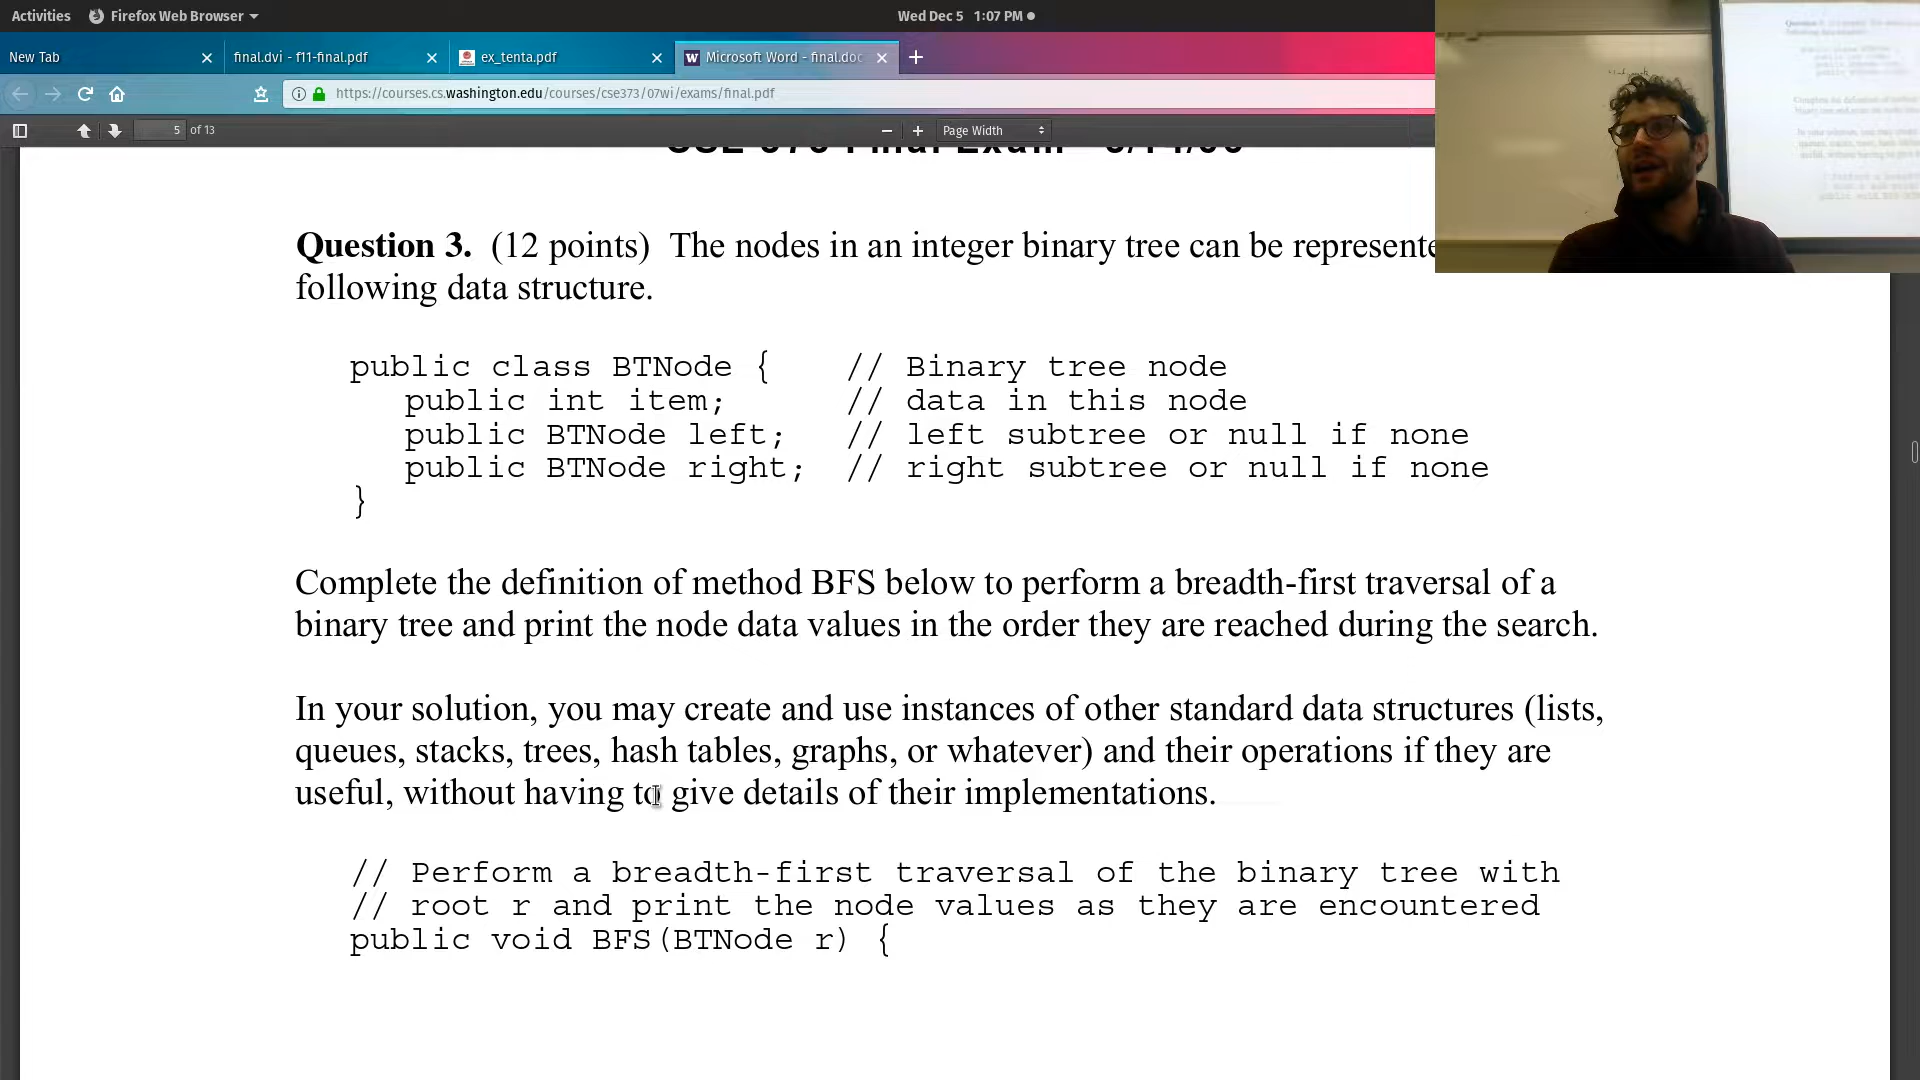 Activities Firefox Web Browser Wed Dec 5 1:07 PM
New Tab final.dvi - f11-final.pdf ex_tenta.pdf Microsoft Word - final.doc
https://courses.cs.washington.edu/courses/cse373/07wi/exams/final.pdf
5 of 13 Page Width
Question 3. (12 points) The nodes in an integer binary tree can be represente
following data structure.
public class BTNode { // Binary tree node
public int item; // data in this node
public BTNode left; // left subtree or null if none
public BTNode right; // right subtree or null if none
}
Complete the definition of method BFS below to perform a breadth-first traversal of a
binary tree and print the node data values in the order they are reached during the search.
In your solution, you may create and use instances of other standard data structures (lists,
queues, stacks, trees, hash tables, graphs, or whatever) and their operations if they are
useful, without having to give details of their implementations.
// Perform a breadth-first traversal of the binary tree with
// root r and print the node values as they are encountered
public void BFS(BTNode r) {